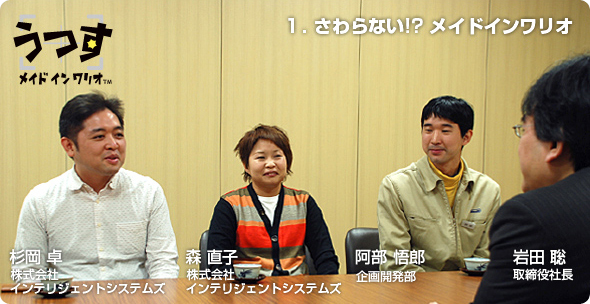 うつす
メイド イン ワリオ™
1. さわらない!? メイドインワリオ
杉岡 卓
株式会社
インテリジェントシステムズ
森 直子
株式会社
インテリジェントシステムズ
阿部 悟郎
企画開発部
岩田 聡
取締役社長